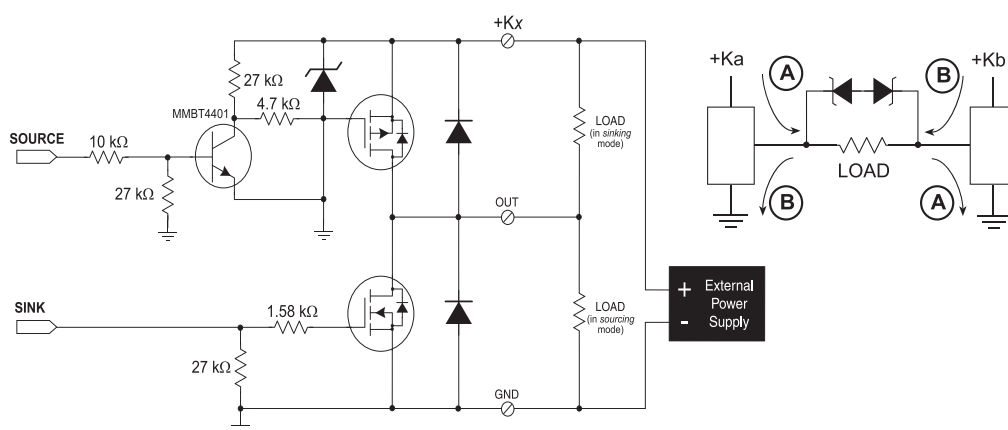 +Kx
27 kΩ
MMBT4401
4.7 kΩ
SOURCE
10 kΩ
27 kΩ
LOAD
(in sinking
mode)
OUT
SINK
1.58 kΩ
27 kΩ
LOAD
(in sourcing
mode)
GND
+ External
Power
- Supply
+Ka
A
B
+Kb
LOAD
B
A